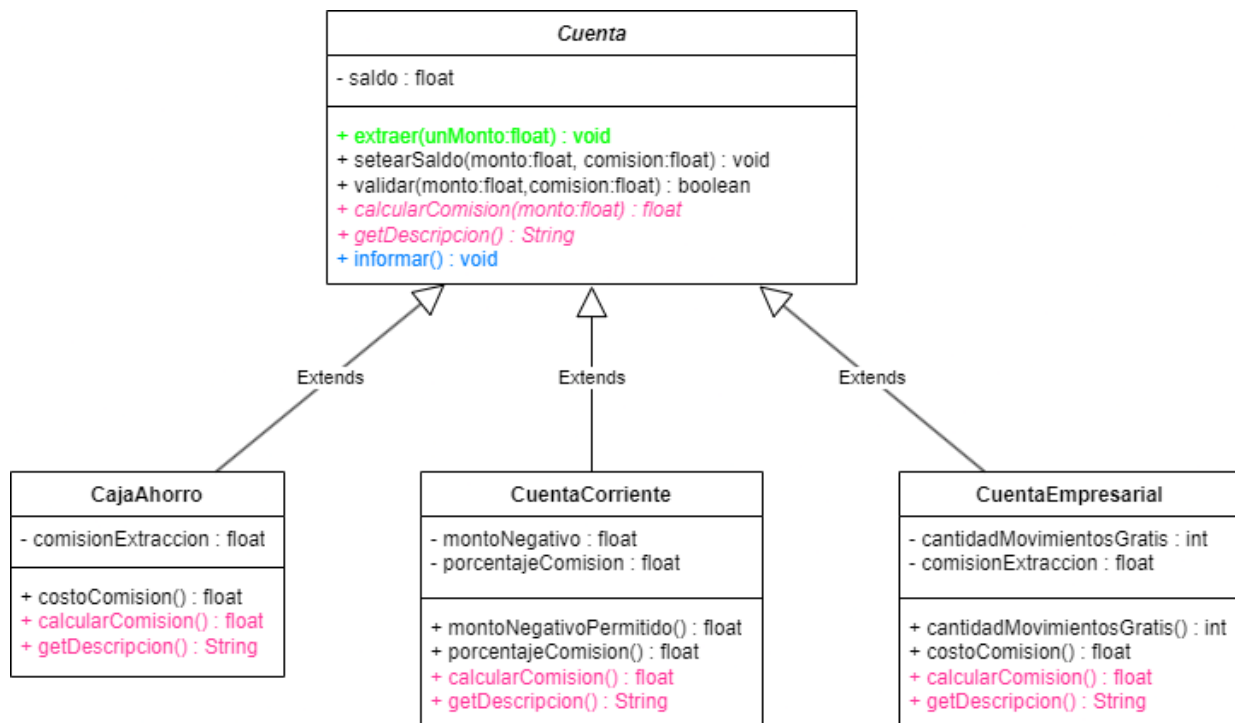 Cuenta
- saldo : float
+ extraer(unMonto:float) : void
+ setearSaldo(monto:float, comision:float) : void
+ validar(monto:float,comision:float) : boolean
+ calcularComision(monto:float) : float
+ getDescripcion() : String
+ informar() : void
Extends
Extends
Extends
CajaAhorro
- comisionExtraccion : float
+ costoComision() : float
+ calcularComision() : float
+ getDescripcion() : String
CuentaCorriente
- montoNegativo : float
- porcentajeComision : float
+ montoNegativoPermitido() : float
+ porcentajeComision() : float
+ calcularComision() : float
+ getDescripcion() : String
CuentaEmpresarial
- cantidadMovimientosGratis : int
- comisionExtraccion : float
+ cantidadMovimientosGratis() : int
+ costoComision() : float
+ calcularComision() : float
+ getDescripcion() : String